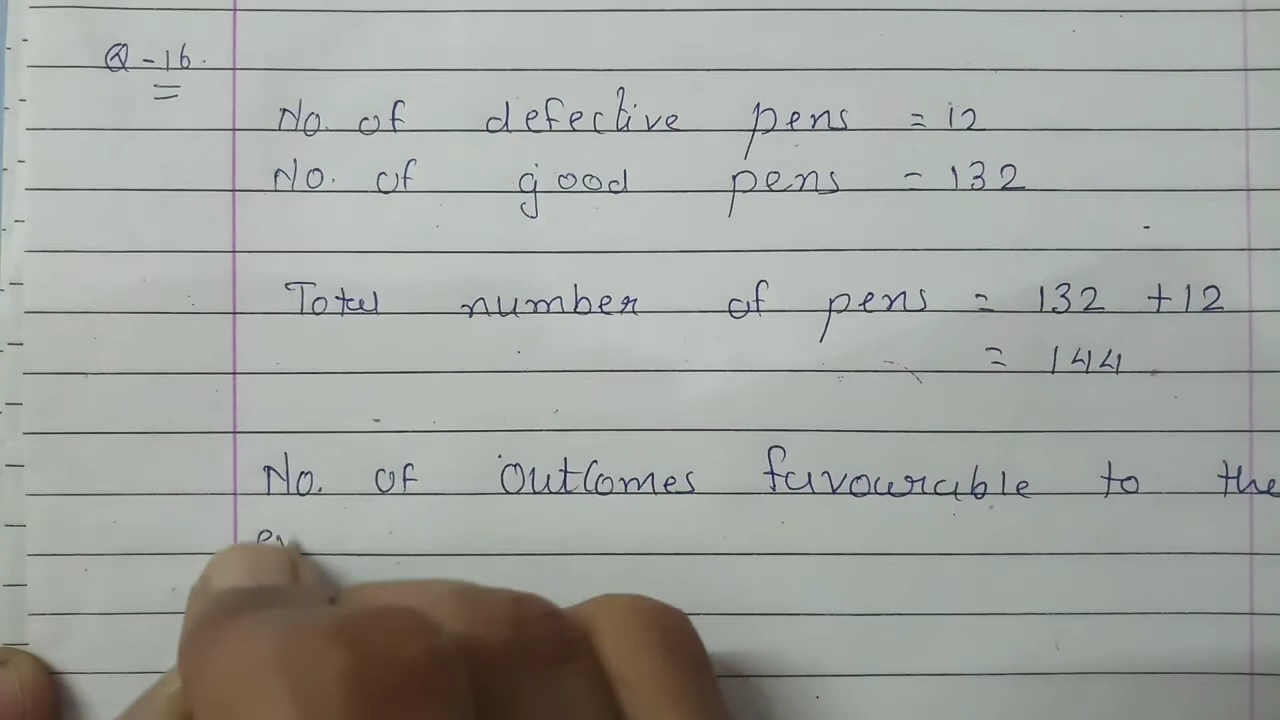 Q-16.
No. of defective pens = 12
No. of good pens = 132
Total number of pens = 132 + 12
= 144
No. of outcomes favourable to the